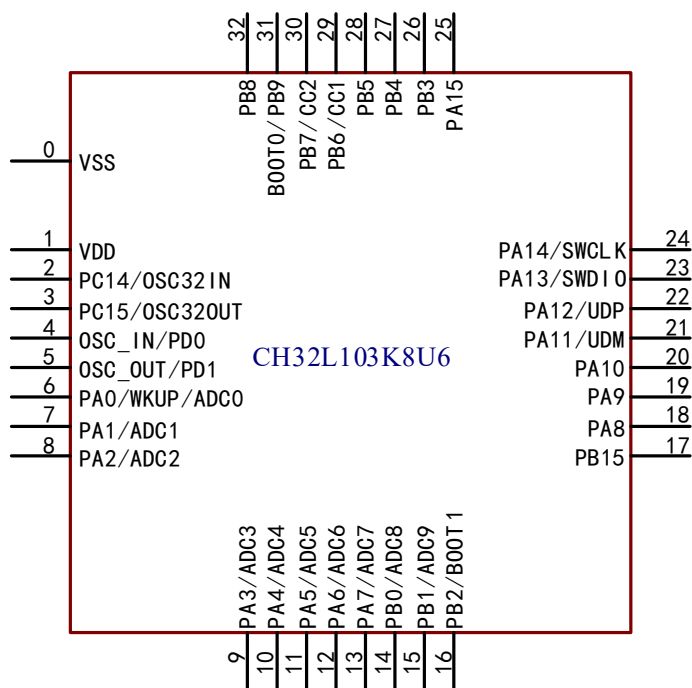 32 31 30 29 28 27 26 25
PB8
BOOT0/PB9
PB7/CC2
PB6/CC1
PB5
PB4
PB3
PA15
0 VSS
1 VDD
2 PC14/OSC32IN
3 PC15/OSC32OUT
4 OSC_IN/PD0
5 OSC_OUT/PD1
6 PA0/WKUP/ADC0
7 PA1/ADC1
8 PA2/ADC2
CH32L103K8U6
PA14/SWCLK 24
PA13/SWDIO 23
PA12/UDP 22
PA11/UDM 21
PA10 20
PA9 19
PA8 18
PB15 17
PA3/ADC3
PA4/ADC4
PA5/ADC5
PA6/ADC6
PA7/ADC7
PB0/ADC8
PB1/ADC9
PB2/BOOT1
9 10 11 12 13 14 15 16